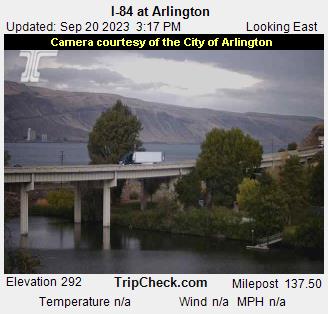 I-84 at Arlington
Updated: Sep 20 2023 3:17 PM Looking East
Camera courtesy of the City of Arlington
Elevation 292 TripCheck.com Milepost 137.50
Temperature n/a Wind n/a MPH n/a